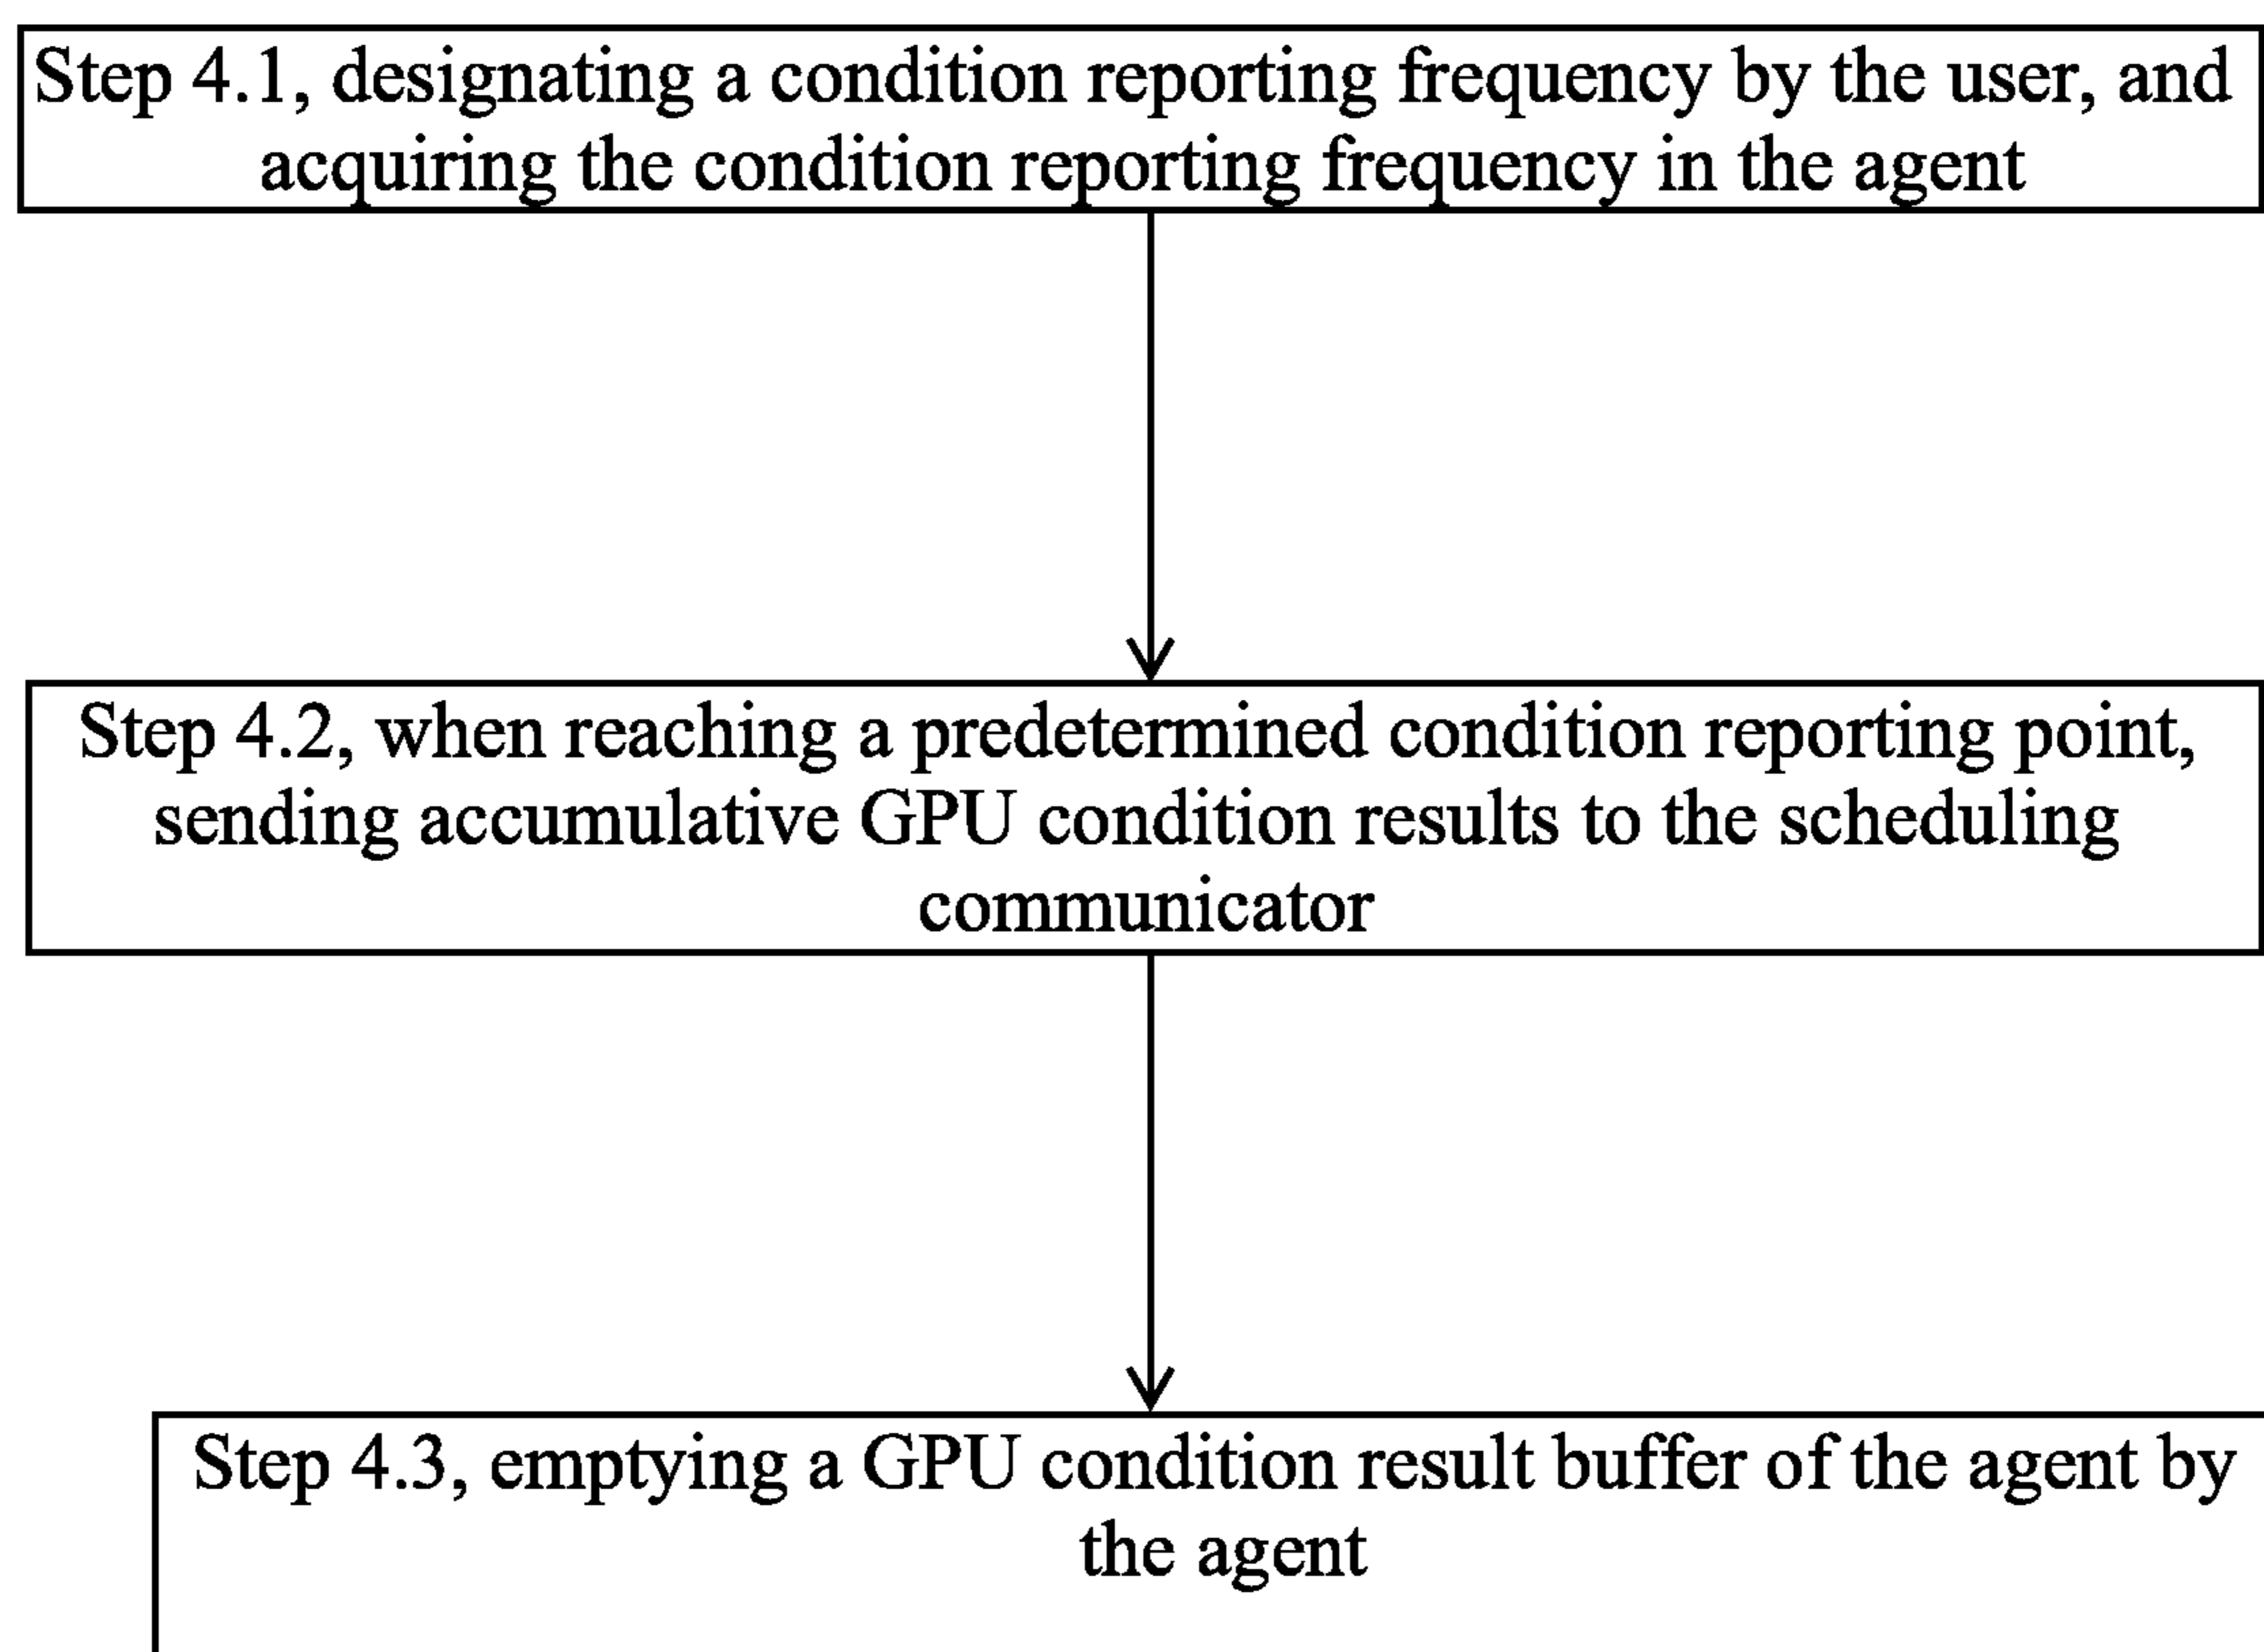 Step 4.1, designating a condition reporting frequency by the user, and
acquiring the condition reporting frequency in the agent
Step 4.2, when reaching a predetermined condition reporting point,
sending accumulative GPU condition results to the scheduling
communicator
Step 4.3, emptying a GPU condition result buffer of the agent by
the agent